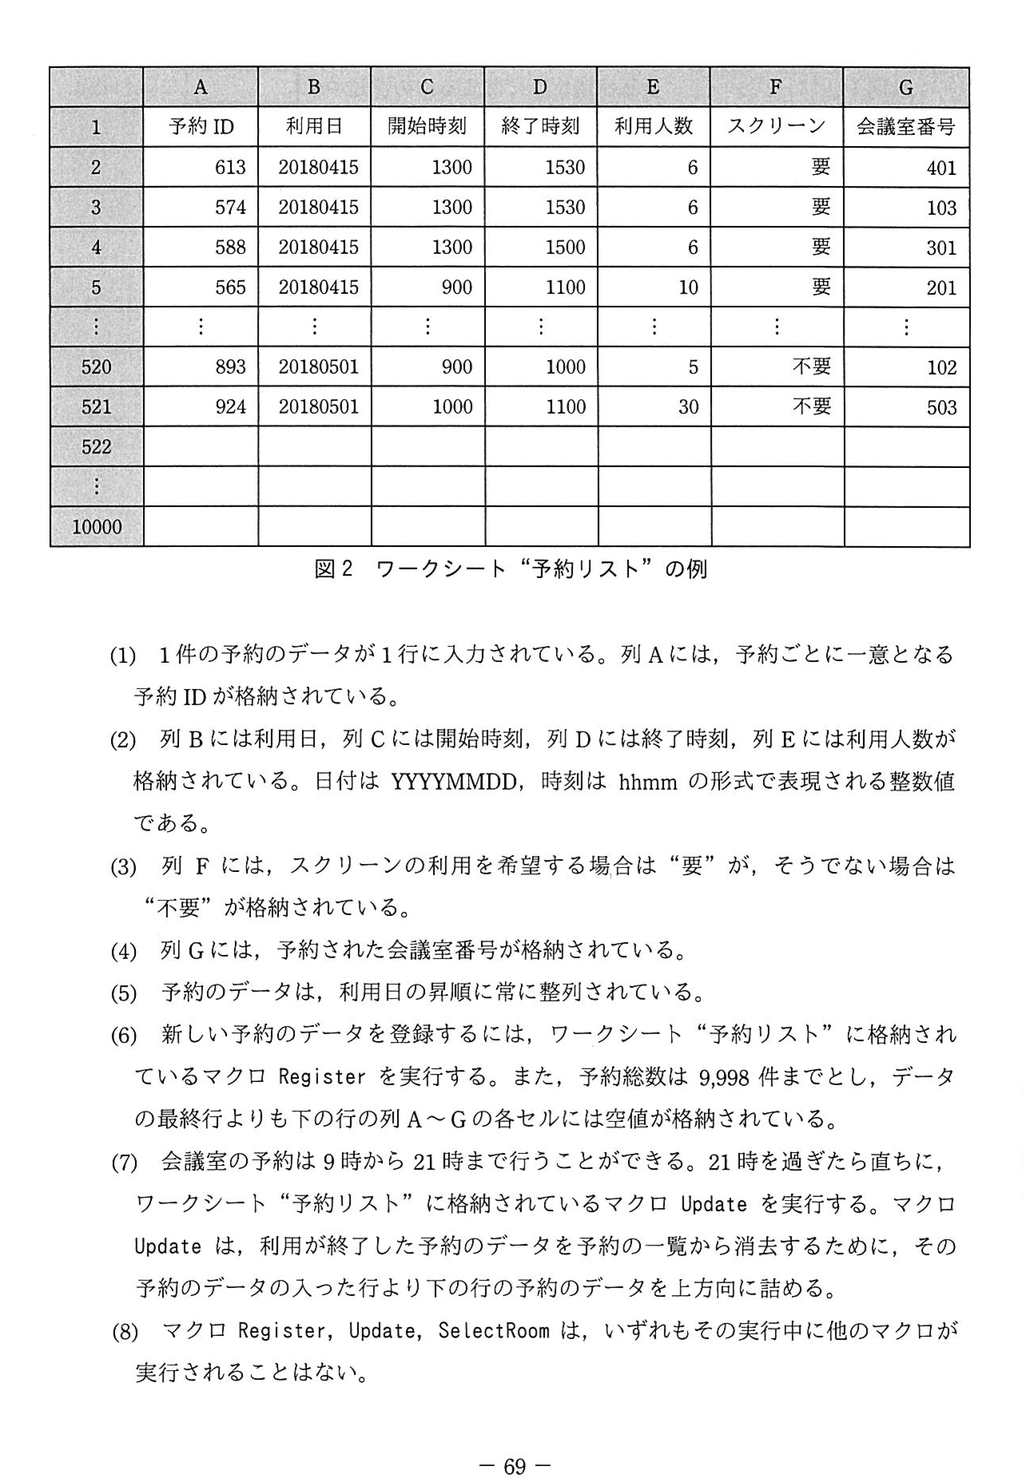 A B C D E F G
1 予約 ID 利用日 開始時刻 終了時刻 利用人数 スクリーン 会議室番号
2 613 20180415 1300 1530 6 要 401
3 574 20180415 1300 1530 6 要 103
4 588 20180415 1300 1500 6 要 301
5 565 20180415 900 1100 10 要 201
⋮ ⋮ ⋮ ⋮ ⋮ ⋮ ⋮ ⋮
520 893 20180501 900 1000 5 不要 102
521 924 20180501 1000 1100 30 不要 503
522
⋮
10000
図2 ワークシート“予約リスト”の例
(1) 1件の予約のデータが1行に入力されている。列Aには，予約ごとに一意となる
予約 ID が格納されている。
(2) 列Bには利用日，列Cには開始時刻，列Dには終了時刻，列Eには利用人数が
格納されている。日付は YYYYMMDD，時刻は hhmm の形式で表現される整数値
である。
(3) 列 F には，スクリーンの利用を希望する場合は“要”が，そうでない場合は
“不要”が格納されている。
(4) 列Gには，予約された会議室番号が格納されている。
(5) 予約のデータは，利用日の昇順に常に整列されている。
(6) 新しい予約のデータを登録するには，ワークシート“予約リスト”に格納され
ているマクロ Register を実行する。また，予約総数は 9,998 件までとし，データ
の最終行よりも下の行の列A～Gの各セルには空値が格納されている。
(7) 会議室の予約は9時から21時まで行うことができる。21時を過ぎたら直ちに，
ワークシート“予約リスト”に格納されているマクロ Update を実行する。マクロ
Update は，利用が終了した予約のデータを予約の一覧から消去するために，その
予約のデータの入った行より下の行の予約のデータを上方向に詰める。
(8) マクロ Register，Update，SelectRoom は，いずれもその実行中に他のマクロが
実行されることはない。
― 69 ―